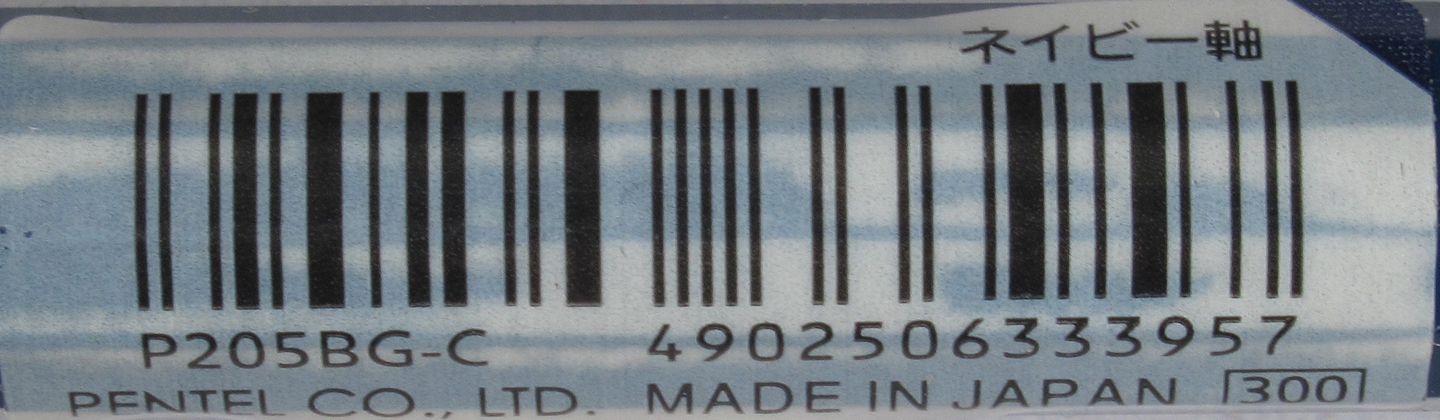 ネイビー軸
P205BG-C 4902506333957
PENTEL CO., LTD. MADE IN JAPAN 300